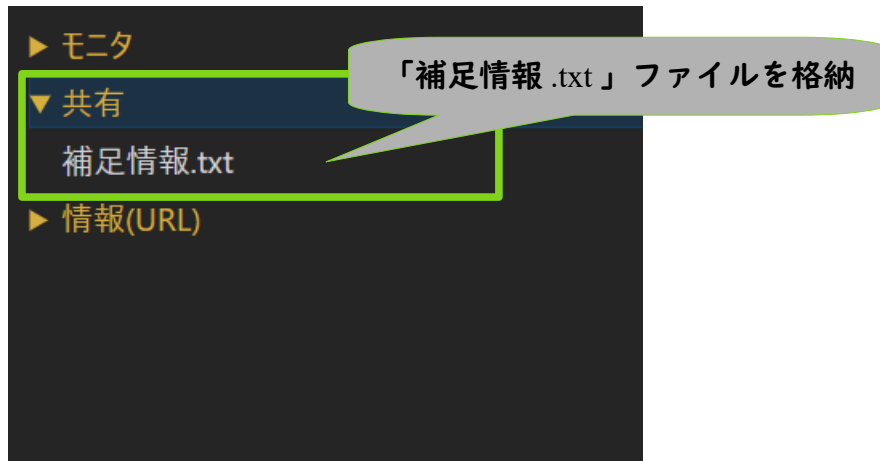 ▶ モニタ
「補足情報 .txt 」ファイルを格納
▼ 共有
補足情報.txt
▶ 情報(URL)